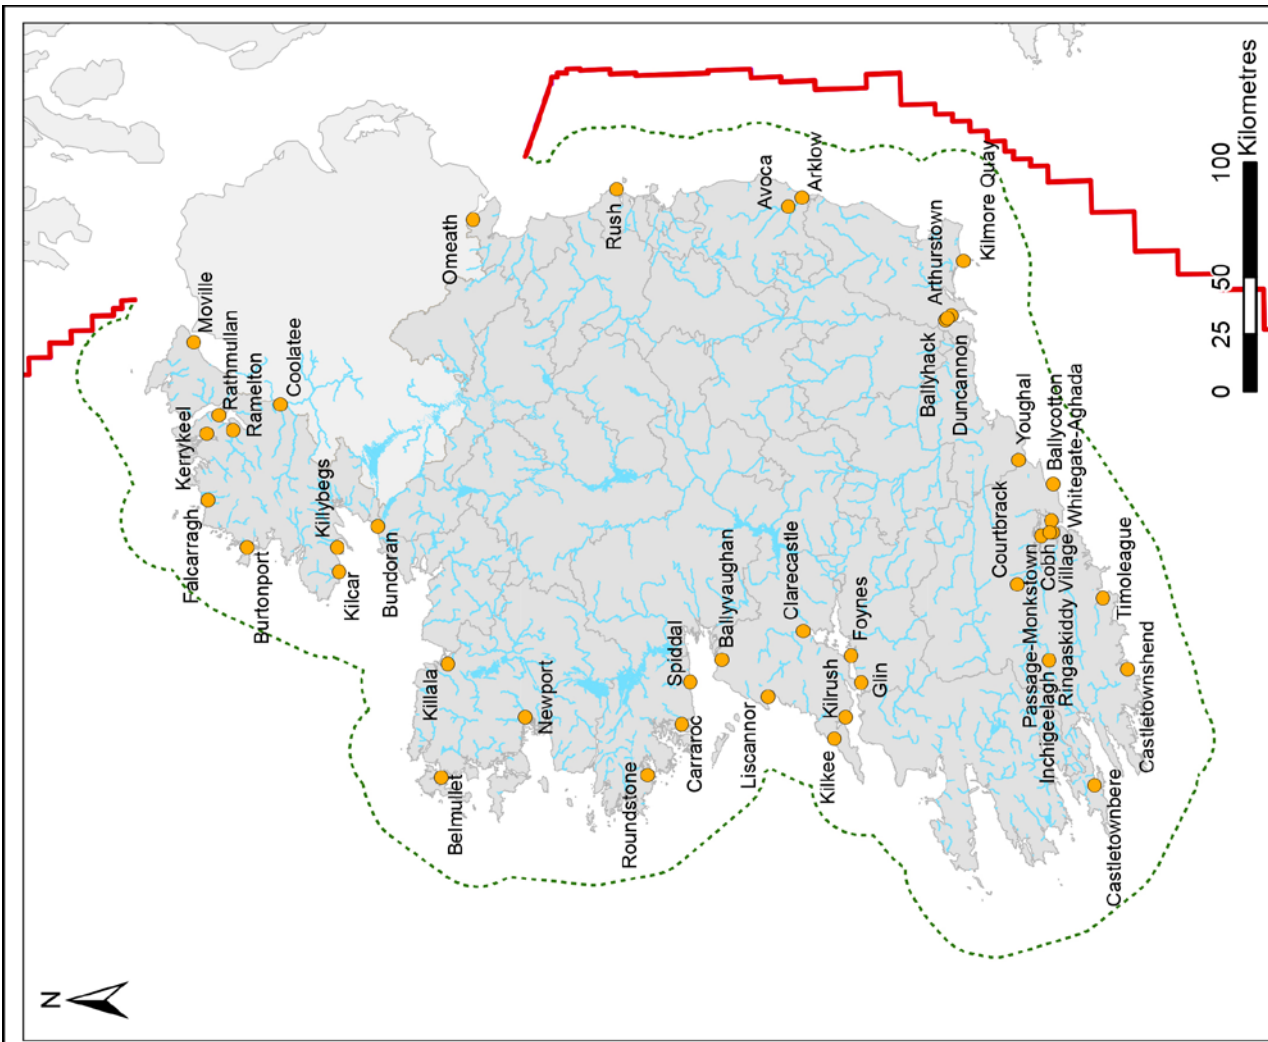 Moville
Rathmullan
Ramelton
Kerrykeel
Coolatee
Falcarragh
Burtonport
Killybegs
Kilcar
Bundoran
Omeath
Rush
Avoca
Arklow
Killala
Belmullet
Newport
Roundstone
Carraroc
Spiddal
Ballyvaughan
Liscannor
Clarecastle
Kilrush
Kilkee
Foynes
Glin
Arthurstown
Kilmore Quay
Ballyhack
Duncannon
Youghal
Ballycotton
Whitegate-Aghada
Courtbrack
Passage-Monkstown
Cobh
Ringaskiddy Village
Inchigeelagh
Timoleague
Castletownshend
Castletownbere
N
0 25 50 100
Kilometres